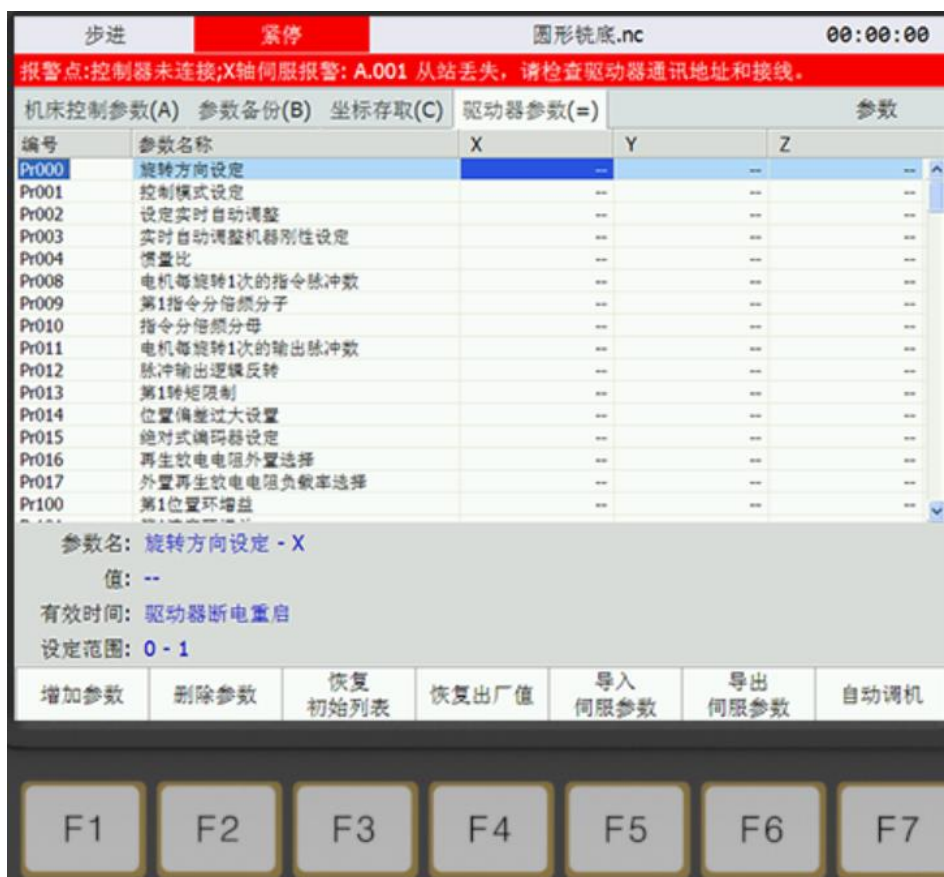 步进 紧停 圆形铣底.nc 00:00:00
报警点:控制器未连接;X轴伺服报警: A.001 从站丢失，请检查驱动器通讯地址和接线。
机床控制参数(A) 参数备份(B) 坐标存取(C) 驱动器参数(=) 参数
编号 参数名称 X Y Z
Pr000 旋转方向设定 -- -- --
Pr001 控制模式设定 -- -- --
Pr002 设定实时自动调整 -- -- --
Pr003 实时自动调整机器刚性设定 -- -- --
Pr004 惯量比 -- -- --
Pr008 电机每旋转1次的指令脉冲数 -- -- --
Pr009 第1指令分倍频分子 -- -- --
Pr010 指令分倍频分母 -- -- --
Pr011 电机每旋转1次的输出脉冲数 -- -- --
Pr012 脉冲输出逻辑反转 -- -- --
Pr013 第1转矩限制 -- -- --
Pr014 位置偏差过大设置 -- -- --
Pr015 绝对式编码器设定 -- -- --
Pr016 再生放电电阻外置选择 -- -- --
Pr017 外置再生放电电阻负载率选择 -- -- --
Pr100 第1位置环增益 -- -- --
参数名: 旋转方向设定 - X
值: --
有效时间: 驱动器断电重启
设定范围: 0 - 1
增加参数 删除参数 恢复初始列表 恢复出厂值 导入伺服参数 导出伺服参数 自动调机
F1 F2 F3 F4 F5 F6 F7